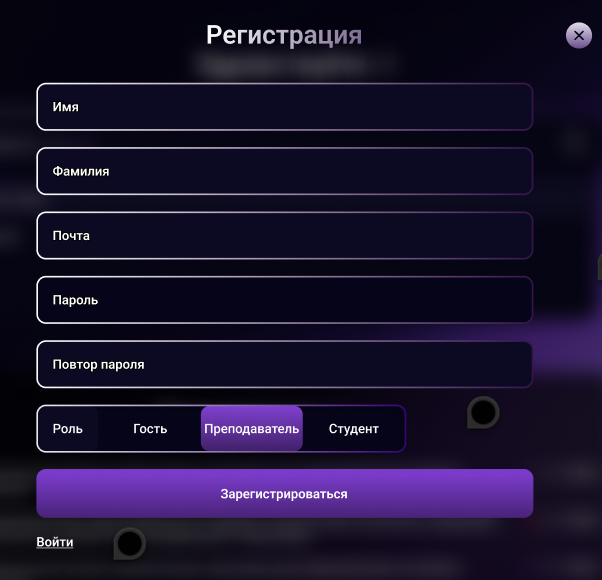 Регистрация
Имя
Фамилия
Почта
Пароль
Повтор пароля
Роль Гость Преподаватель Студент
Зарегистрироваться
Войти